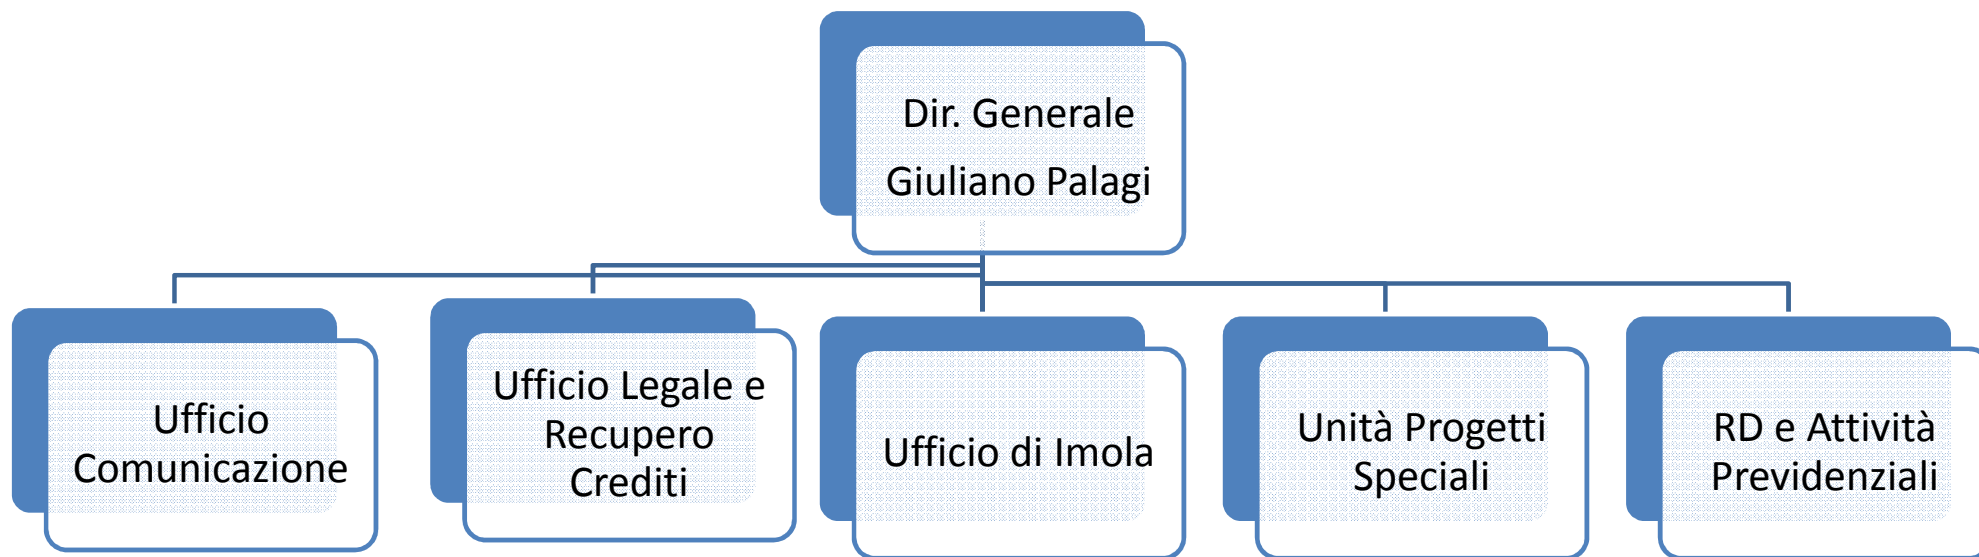 Dir. Generale
Giuliano Palagi
Ufficio
Comunicazione
Ufficio Legale e
Recupero
Crediti
Ufficio di Imola
Unità Progetti
Speciali
RD e Attività
Previdenziali